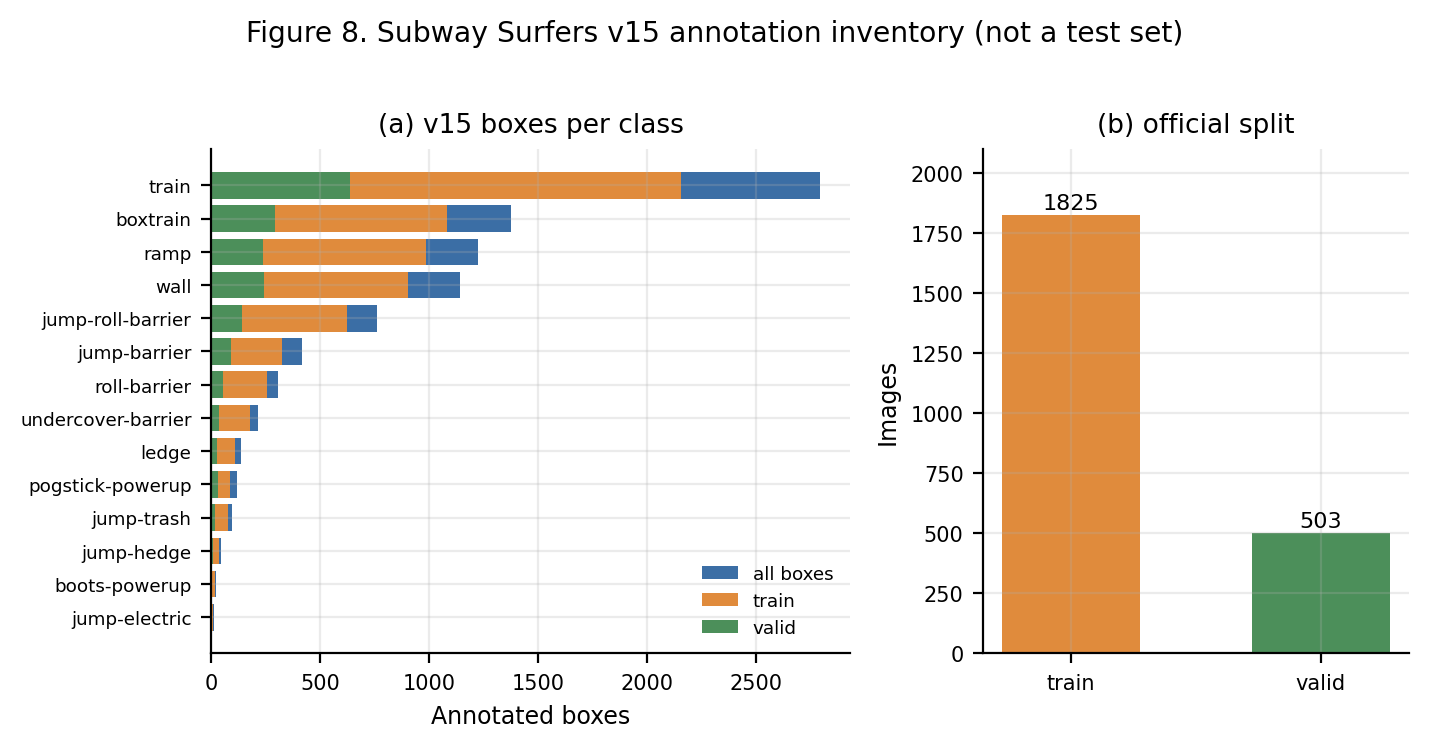 Figure 8. Subway Surfers v15 annotation inventory (not a test set)
(a) v15 boxes per class
train
boxtrain
ramp
wall
jump-roll-barrier
jump-barrier
roll-barrier
undercover-barrier
ledge
pogstick-powerup
jump-trash
jump-hedge
boots-powerup
jump-electric
all boxes
train
valid
0 500 1000 1500 2000 2500
Annotated boxes
(b) official split
2000
1750
1500
1250
1000
750
500
250
0
Images
1825
503
train valid